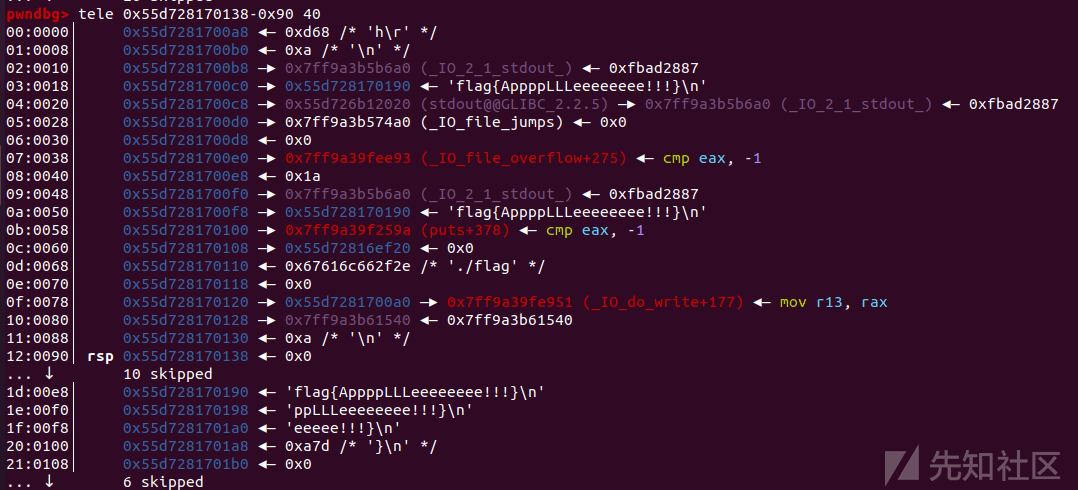 ... ↓ 10 skipped
pwndbg> tele 0x55d728170138-0x90 40
00:0000│ 0x55d7281700a8 ◂— 0xd68 /* 'h\r' */
01:0008│ 0x55d7281700b0 ◂— 0xa /* '\n' */
02:0010│ 0x55d7281700b8 —▸ 0x7ff9a3b5b6a0 (_IO_2_1_stdout_) ◂— 0xfbad2887
03:0018│ 0x55d7281700c0 —▸ 0x55d728170190 ◂— 'flag{AppppLLLeeeeeeee!!!}\n'
04:0020│ 0x55d7281700c8 —▸ 0x55d726b12020 (stdout@@GLIBC_2.2.5) —▸ 0x7ff9a3b5b6a0 (_IO_2_1_stdout_) ◂— 0xfbad2887
05:0028│ 0x55d7281700d0 —▸ 0x7ff9a3b574a0 (_IO_file_jumps) ◂— 0x0
06:0030│ 0x55d7281700d8 ◂— 0x0
07:0038│ 0x55d7281700e0 —▸ 0x7ff9a39fee93 (_IO_file_overflow+275) ◂— cmp eax, -1
08:0040│ 0x55d7281700e8 ◂— 0x1a
09:0048│ 0x55d7281700f0 —▸ 0x7ff9a3b5b6a0 (_IO_2_1_stdout_) ◂— 0xfbad2887
0a:0050│ 0x55d7281700f8 —▸ 0x55d728170190 ◂— 'flag{AppppLLLeeeeeeee!!!}\n'
0b:0058│ 0x55d728170100 —▸ 0x7ff9a39f259a (puts+378) ◂— cmp eax, -1
0c:0060│ 0x55d728170108 —▸ 0x55d72816ef20 ◂— 0x0
0d:0068│ 0x55d728170110 ◂— 0x67616c662f2e /* './flag' */
0e:0070│ 0x55d728170118 ◂— 0x0
0f:0078│ 0x55d728170120 —▸ 0x55d7281700a0 —▸ 0x7ff9a39fe951 (_IO_do_write+177) ◂— mov r13, rax
10:0080│ 0x55d728170128 —▸ 0x7ff9a3b61540 ◂— 0x7ff9a3b61540
11:0088│ 0x55d728170130 ◂— 0xa /* '\n' */
12:0090│ rsp 0x55d728170138 ◂— 0x0
... ↓ 10 skipped
1d:00e8│ 0x55d728170190 ◂— 'flag{AppppLLLeeeeeeee!!!}\n'
1e:00f0│ 0x55d728170198 ◂— 'ppLLLeeeeeeee!!!}\n'
1f:00f8│ 0x55d7281701a0 ◂— 'eeeee!!!}\n'
20:0100│ 0x55d7281701a8 ◂— 0xa7d /* '}\n' */
21:0108│ 0x55d7281701b0 ◂— 0x0
... ↓ 6 skipped
先知社区